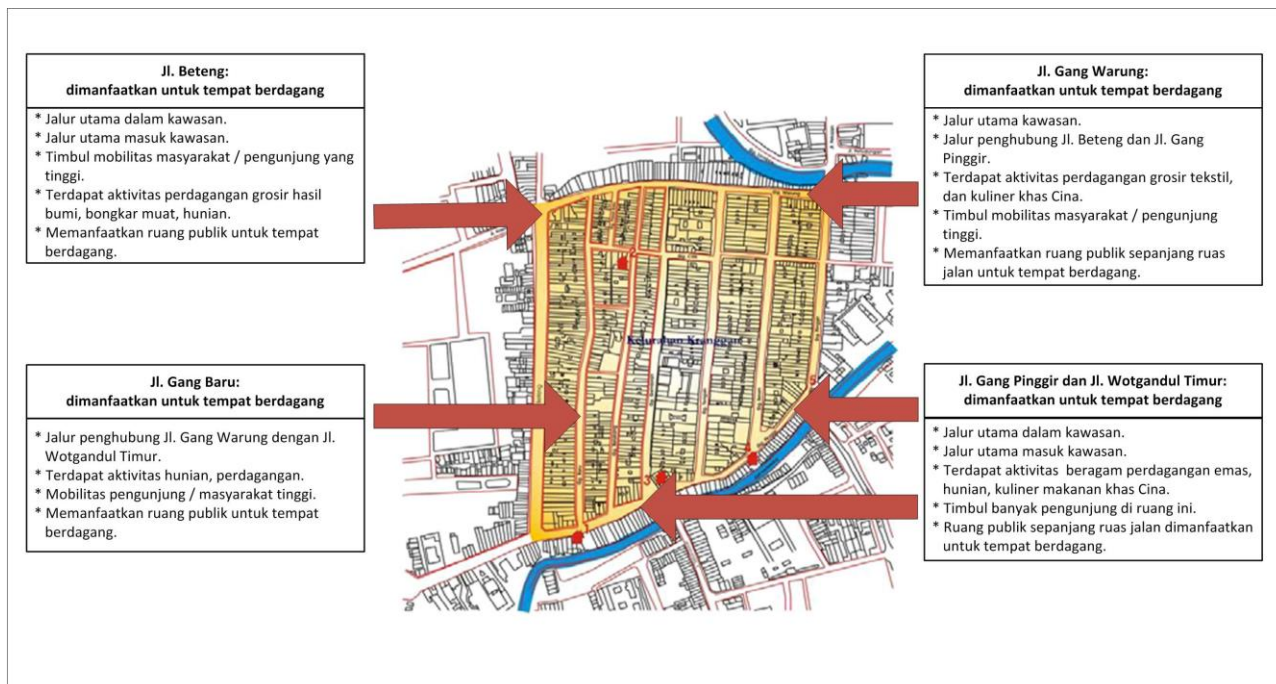 Jl. Beteng:
dimanfaatkan untuk tempat berdagang
* Jalur utama dalam kawasan.
* Jalur utama masuk kawasan.
* Timbul mobilitas masyarakat / pengunjung yang
tinggi.
* Terdapat aktivitas perdagangan grosir hasil
bumi, bongkar muat, hunian.
* Memanfaatkan ruang publik untuk tempat
berdagang.
Jl. Gang Warung:
dimanfaatkan untuk tempat berdagang
* Jalur utama kawasan.
* Jalur penghubung Jl. Beteng dan Jl. Gang
Pinggir.
* Terdapat aktivitas perdagangan grosir tekstil,
dan kuliner khas Cina.
* Timbul mobilitas masyarakat / pengunjung
tinggi.
* Memanfaatkan ruang publik sepanjang ruas
jalan untuk tempat berdagang.
Kelurahan Kranggan
2
3
4
5
Jl. Gang Baru:
dimanfaatkan untuk tempat berdagang
* Jalur penghubung Jl. Gang Warung dengan Jl.
Wotgandul Timur.
* Terdapat aktivitas hunian, perdagangan.
* Mobilitas pengunjung / masyarakat tinggi.
* Memanfaatkan ruang publik untuk tempat
berdagang.
Jl. Gang Pinggir dan Jl. Wotgandul Timur:
dimanfaatkan untuk tempat berdagang
* Jalur utama dalam kawasan.
* Jalur utama masuk kawasan.
* Terdapat aktivitas beragam perdagangan emas,
hunian, kuliner makanan khas Cina.
* Timbul banyak pengunjung di ruang ini.
* Ruang publik sepanjang ruas jalan dimanfaatkan
untuk tempat berdagang.